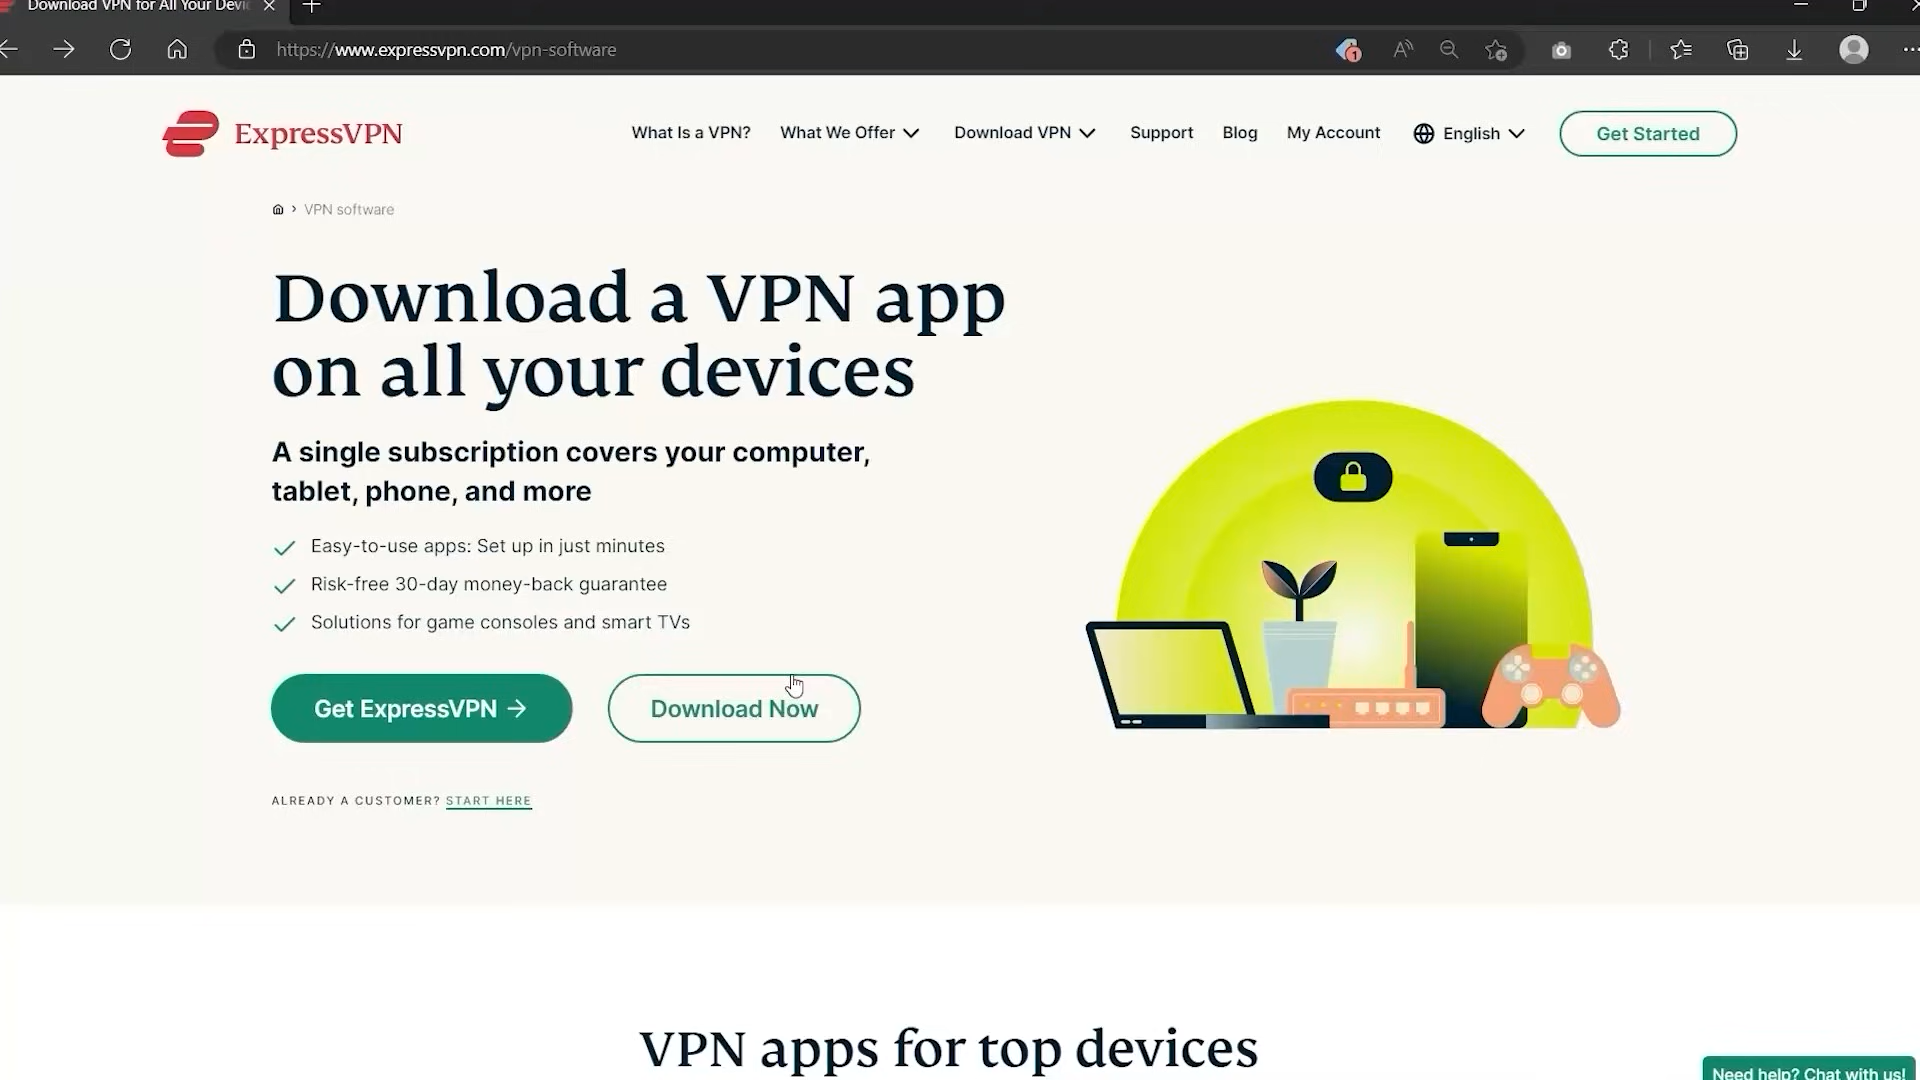 Download VPN for All Your Devi
https://www.expressvpn.com/vpn-software
1
ExpressVPN
What Is a VPN?
What We Offer
Download VPN
Support
Blog
My Account
English
Get Started
VPN software
Download a VPN app
on all your devices
A single subscription covers your computer,
tablet, phone, and more
Easy-to-use apps: Set up in just minutes
Risk-free 30-day money-back guarantee
Solutions for game consoles and smart TVs
Get ExpressVPN →
Download Now
ALREADY A CUSTOMER? START HERE
VPN apps for top devices
Need help? Chat with us!